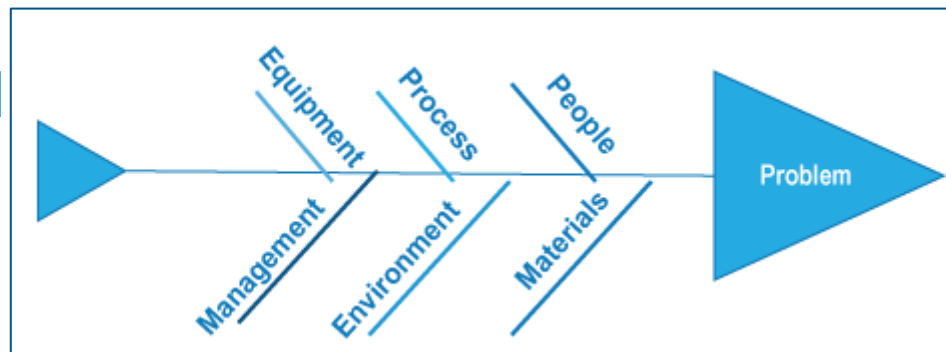 Equipment
Process
People
Problem
Management
Environment
Materials